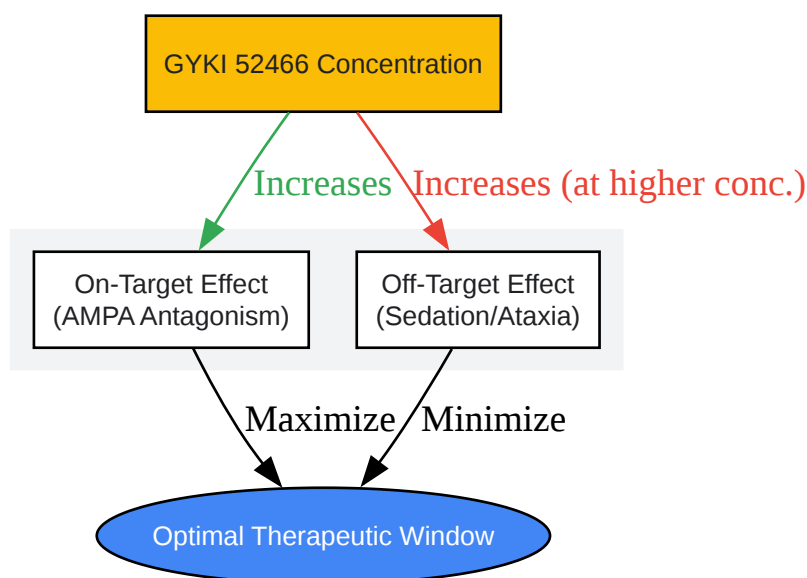 GYKI 52466 Concentration
Increases
Increases (at higher conc.)
On-Target Effect
(AMPA Antagonism)
Off-Target Effect
(Sedation/Ataxia)
Maximize
Minimize
Optimal Therapeutic Window